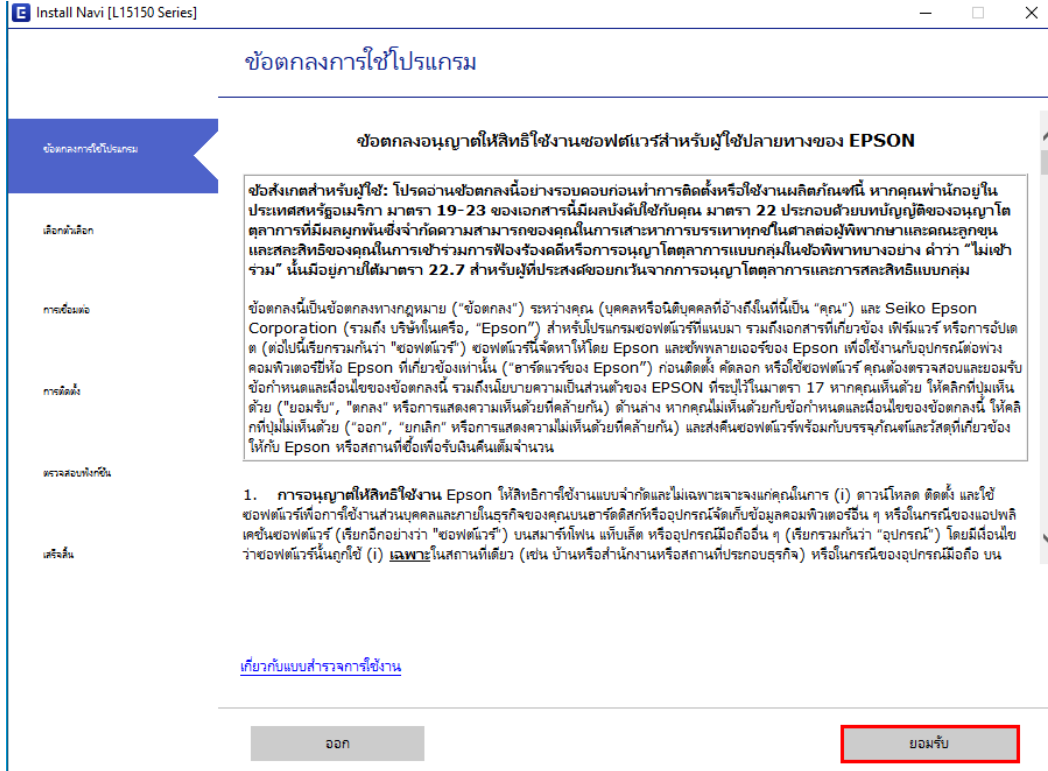 Install Navi [L15150 Series]
ข้อตกลงการใช้โปรแกรม
ข้อตกลงการใช้โปรแกรม
เลือกตัวเลือก
การเชื่อมต่อ
การติดตั้ง
ตรวจสอบฟังก์ชัน
เสร็จสิ้น
ข้อตกลงอนุญาตให้สิทธิใช้งานซอฟต์แวร์สำหรับผู้ใช้ปลายทางของ EPSON
ข้อสังเกตสำหรับผู้ใช้: โปรดอ่านข้อตกลงนี้อย่างรอบคอบก่อนทำการติดตั้งหรือใช้งานผลิตภัณฑ์นี้ หากคุณพำนักอยู่ใน
ประเทศสหรัฐอเมริกา มาตรา 19-23 ของเอกสารนี้มีผลบังคับใช้กับคุณ มาตรา 22 ประกอบด้วยบทบัญญัติของอนุญาโต
ตุลาการที่มีผลผูกพันซึ่งจำกัดความสามารถของคุณในการเสาะหาการบรรเทาทุกข์ในศาลต่อผู้พิพากษาและคณะลูกขุน
และสละสิทธิของคุณในการเข้าร่วมการฟ้องร้องคดีหรือการอนุญาโตตุลาการแบบกลุ่มในข้อพิพาทบางอย่าง คำว่า “ไม่เข้า
ร่วม” นั้นมีอยู่ภายใต้มาตรา 22.7 สำหรับผู้ที่ประสงค์ขอยกเว้นจากการอนุญาโตตุลาการและการสละสิทธิแบบกลุ่ม
ข้อตกลงนี้เป็นข้อตกลงทางกฎหมาย (“ข้อตกลง”) ระหว่างคุณ (บุคคลหรือนิติบุคคลที่อ้างถึงในที่นี้เป็น “คุณ”) และ Seiko Epson
Corporation (รวมถึง บริษัทในเครือ, “Epson”) สำหรับโปรแกรมซอฟต์แวร์ที่แนบมา รวมถึงเอกสารที่เกี่ยวข้อง เฟิร์มแวร์ หรือการอัปเด
ต (ต่อไปนี้เรียกรวมกันว่า "ซอฟต์แวร์") ซอฟต์แวร์นี้จัดหาให้โดย Epson และซัพพลายเออร์ของ Epson เพื่อใช้งานกับอุปกรณ์ต่อพ่วง
คอมพิวเตอร์ยี่ห้อ Epson ที่เกี่ยวข้องเท่านั้น (“ฮาร์ดแวร์ของ Epson”) ก่อนติดตั้ง คัดลอก หรือใช้ซอฟต์แวร์ คุณต้องตรวจสอบและยอมรับ
ข้อกำหนดและเงื่อนไขของข้อตกลงนี้ รวมถึงนโยบายความเป็นส่วนตัวของ EPSON ที่ระบุไว้ในมาตรา 17 หากคุณเห็นด้วย ให้คลิกที่ปุ่มเห็น
ด้วย ("ยอมรับ", "ตกลง" หรือการแสดงความเห็นด้วยที่คล้ายกัน) ด้านล่าง หากคุณไม่เห็นด้วยกับข้อกำหนดและเงื่อนไขของข้อตกลงนี้ ให้คลิ
กที่ปุ่มไม่เห็นด้วย (“ออก”, “ยกเลิก” หรือการแสดงความไม่เห็นด้วยที่คล้ายกัน) และส่งคืนซอฟต์แวร์พร้อมกับบรรจุภัณฑ์และวัสดุที่เกี่ยวข้อง
ให้กับ Epson หรือสถานที่ซื้อเพื่อรับเงินคืนเต็มจำนวน
1. การอนุญาตให้สิทธิใช้งาน Epson ให้สิทธิการใช้งานแบบจำกัดและไม่เฉพาะเจาะจงแก่คุณในการ (i) ดาวน์โหลด ติดตั้ง และใช้
ซอฟต์แวร์เพื่อการใช้งานส่วนบุคคลและภายในธุรกิจของคุณบนฮาร์ดดิสก์หรืออุปกรณ์จัดเก็บข้อมูลคอมพิวเตอร์อื่น ๆ หรือในกรณีของแอปพลิ
เคชันซอฟต์แวร์ (เรียกอีกอย่างว่า "ซอฟต์แวร์") บนสมาร์ทโฟน แท็บเล็ต หรืออุปกรณ์มือถืออื่น ๆ (เรียกรวมกันว่า “อุปกรณ์”) โดยมีเงื่อนไข
ว่าซอฟต์แวร์นั้นถูกใช้ (i) เฉพาะในสถานที่เดียว (เช่น บ้านหรือสำนักงานหรือสถานที่ประกอบธุรกิจ) หรือในกรณีของอุปกรณ์มือถือ บน
เกี่ยวกับแบบสำรวจการใช้งาน
ออก
ยอมรับ